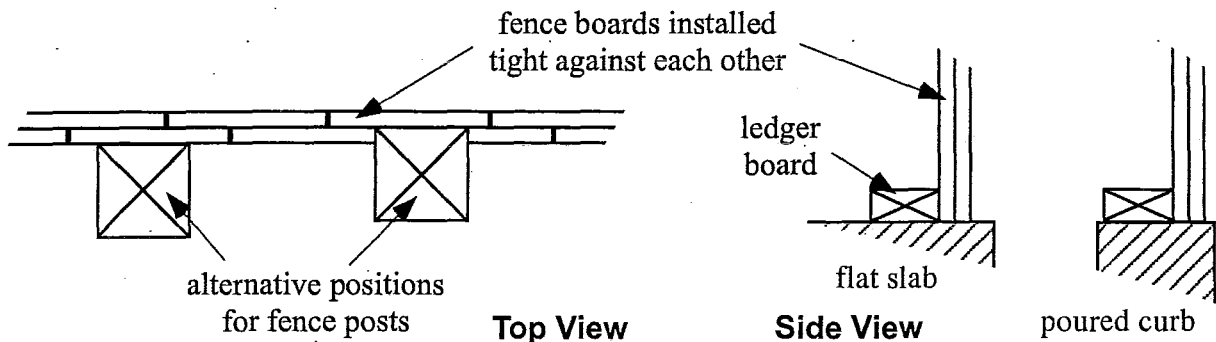 fence boards installed
tight against each other
ledger
board
alternative positions
for fence posts
flat slab
poured curb
Top View
Side View